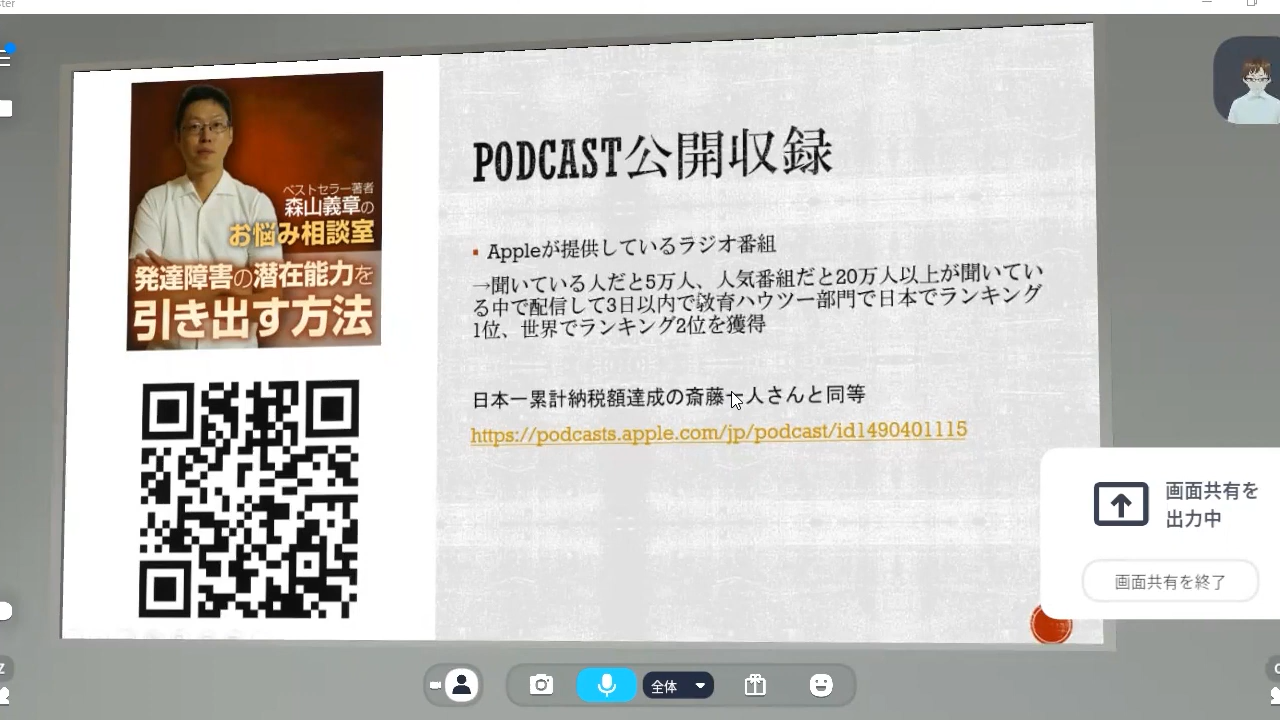 ベストセラー著者
森山義章の
お悩み相談室
発達障害の潜在能力を
引き出す方法
PODCAST公開収録
Appleが提供しているラジオ番組
→聞いている人だと5万人、人気番組だと20万人以上が聞いてい
る中で配信して3日以内で教育ハウツー部門で日本でランキング
1位、世界でランキング2位を獲得
日本一累計納税額達成の斎藤一人さんと同等
https://podcasts.apple.com/jp/podcast/id1490401115
画面共有を
出力中
画面共有を終了
全体